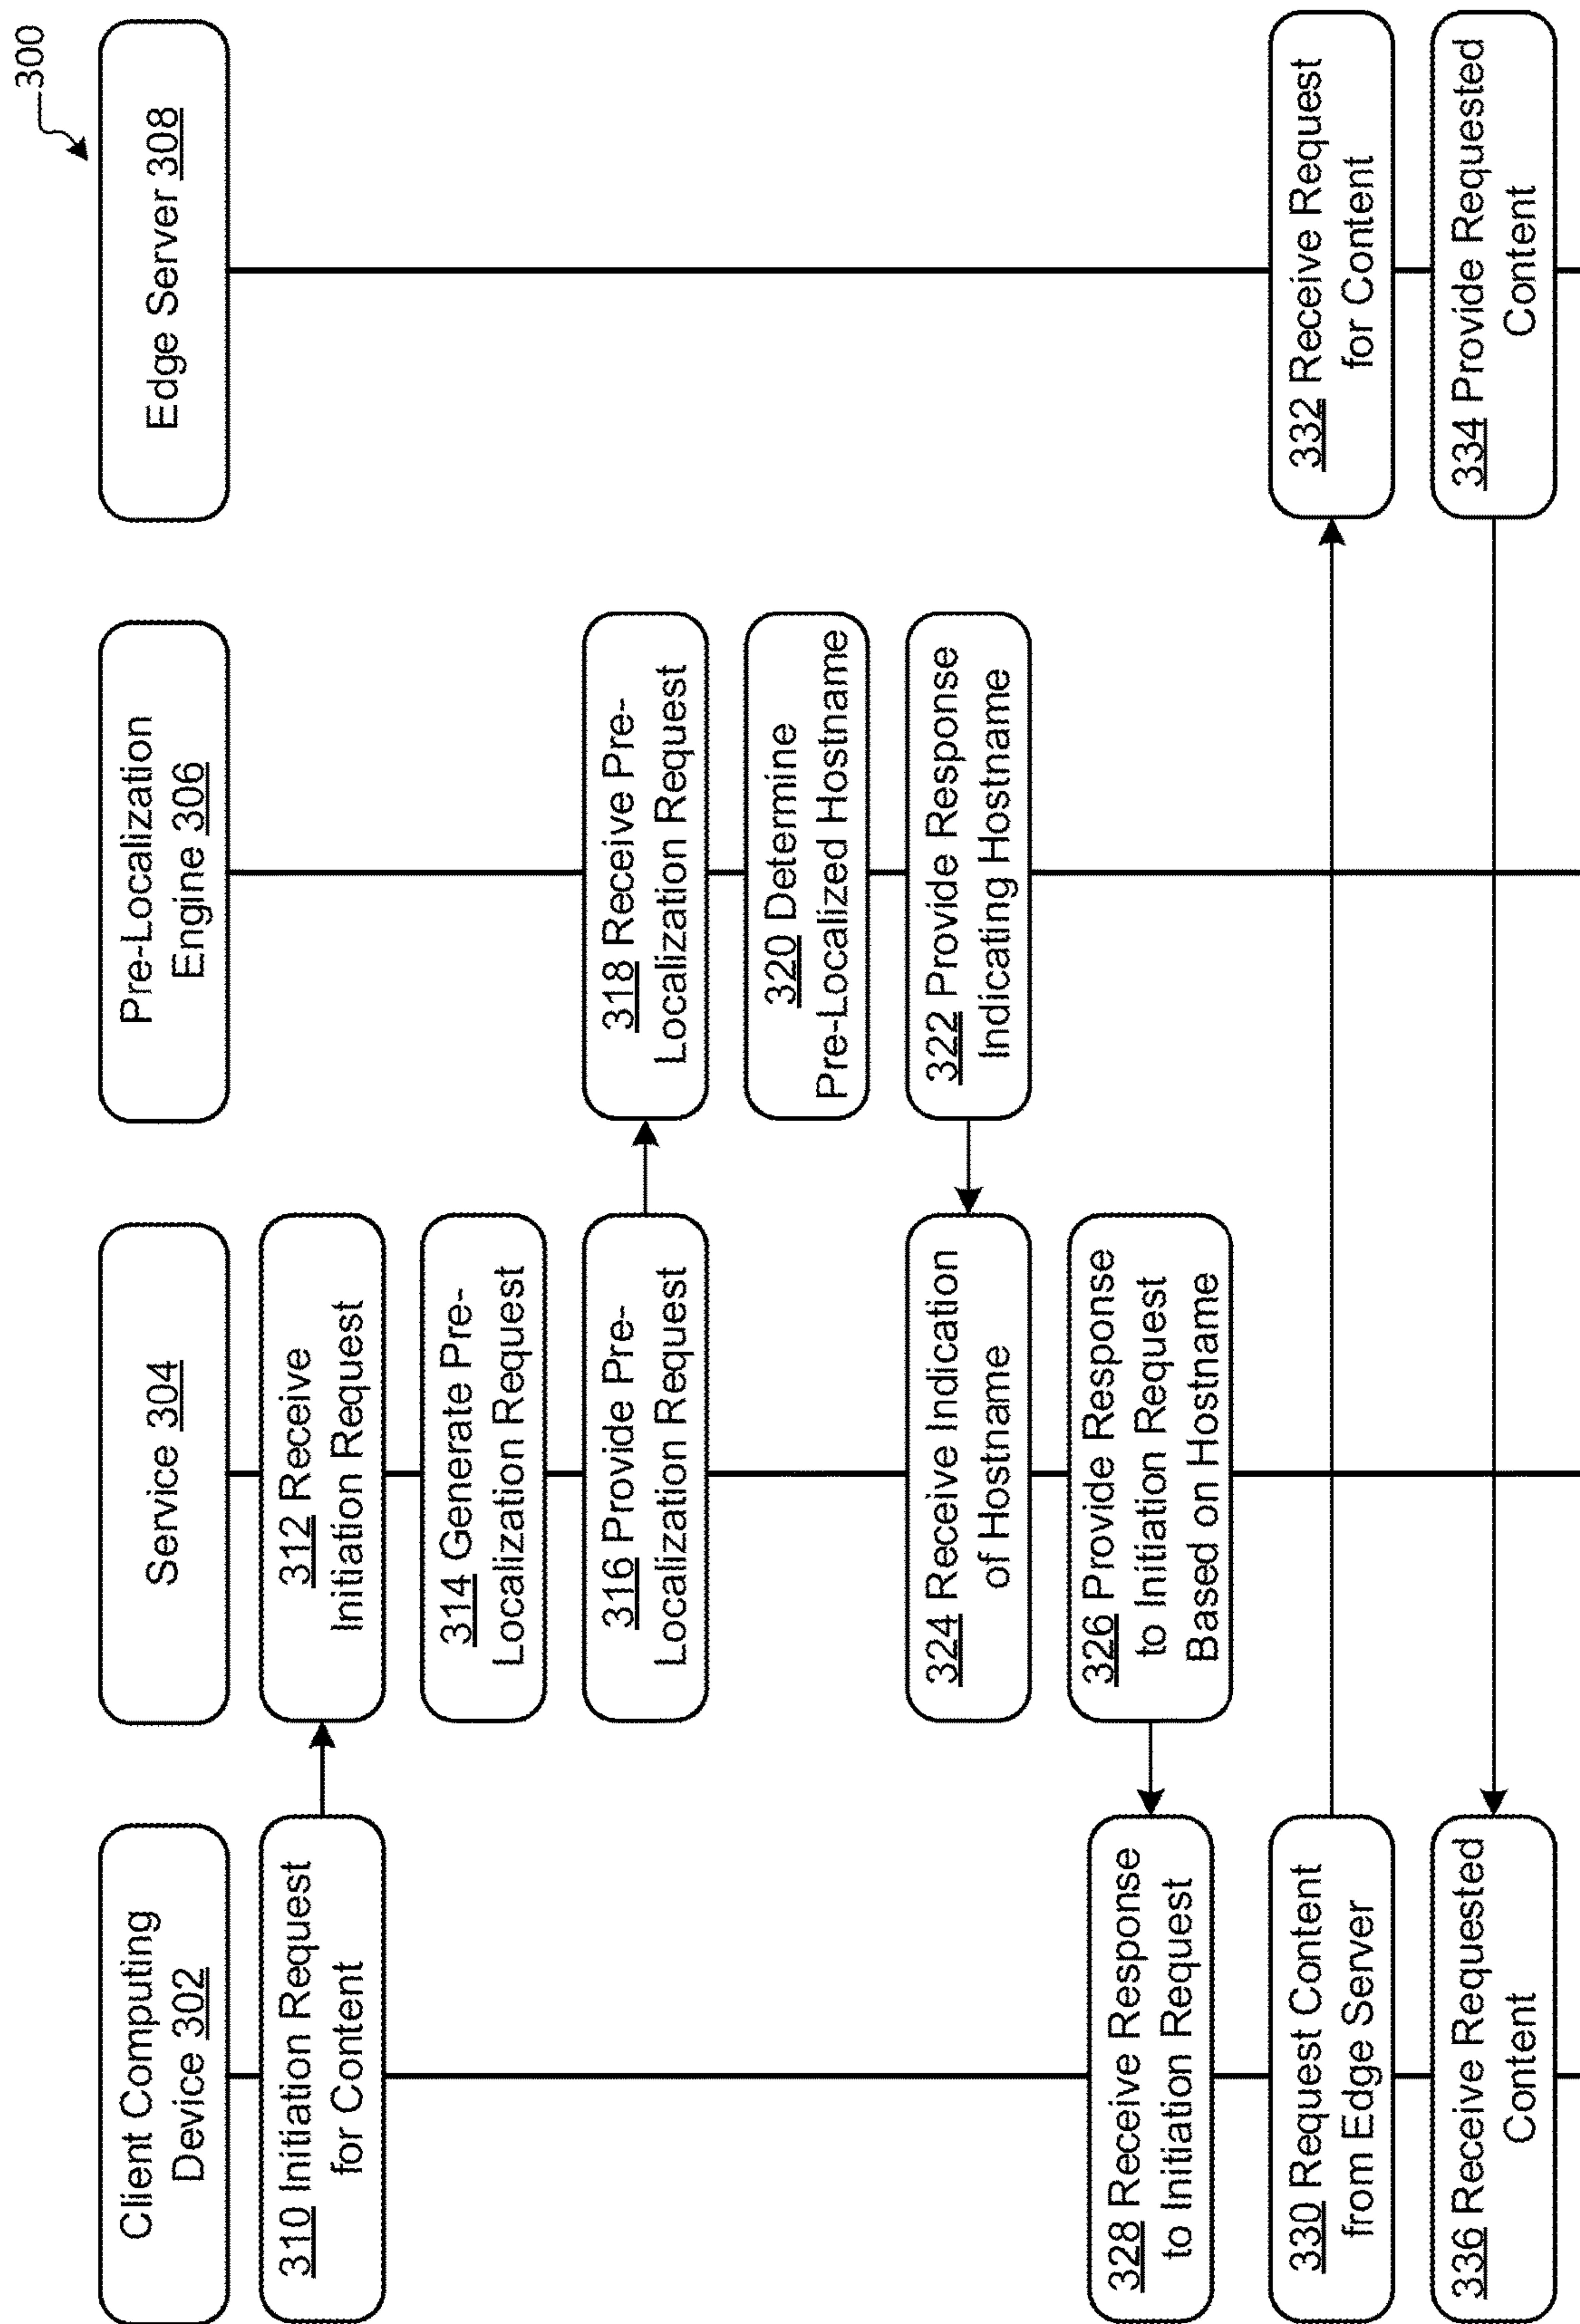 300
Client Computing
Device 302
Service 304
Pre-Localization
Engine 306
Edge Server 308
310 Initiation Request
for Content
312 Receive
Initiation Request
314 Generate Pre-
Localization Request
316 Provide Pre-
Localization Request
318 Receive Pre-
Localization Request
320 Determine
Pre-Localized Hostname
322 Provide Response
Indicating Hostname
324 Receive Indication
of Hostname
326 Provide Response
to Initiation Request
Based on Hostname
328 Receive Response
to Initiation Request
330 Request Content
from Edge Server
332 Receive Request
for Content
334 Provide Requested
Content
336 Receive Requested
Content